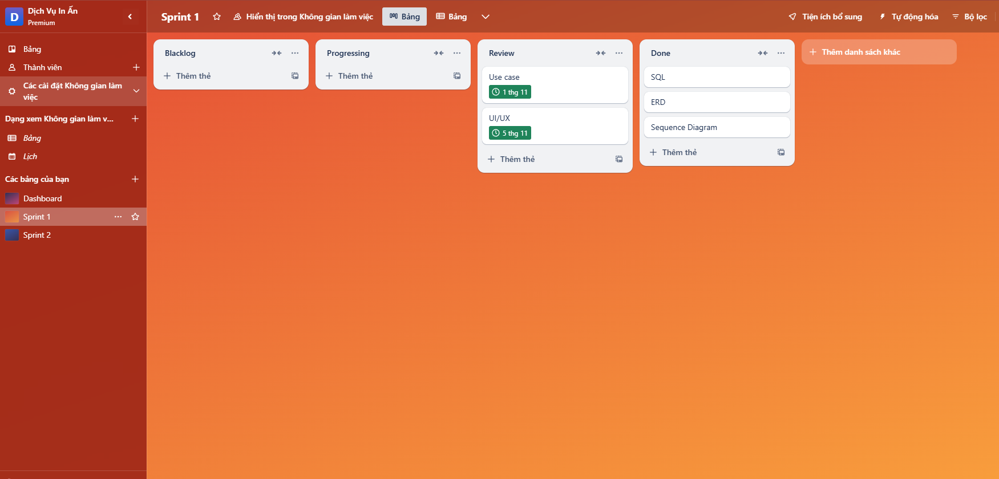 D
Dịch Vụ In Ấn
Premium
Bảng
Thành viên
Các cài đặt Không gian làm
việc
Dạng xem Không gian làm v...
Bảng
Lịch
Các bảng của bạn
Dashboard
Sprint 1
Sprint 2
Sprint 1
Hiển thị trong Không gian làm việc
Bảng
Bảng
Tiện ích bổ sung
Tự động hóa
Bộ lọc
Blacklog
Thêm thẻ
Progressing
Thêm thẻ
Review
Use case
1 thg 11
UI/UX
5 thg 11
Thêm thẻ
Done
SQL
ERD
Sequence Diagram
Thêm thẻ
Thêm danh sách khác